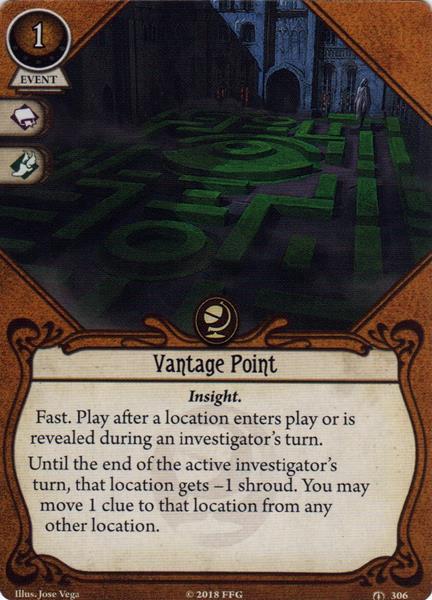 1
EVENT
Vantage Point
Insight.
Fast. Play after a location enters play or is
revealed during an investigator's turn.
Until the end of the active investigator's
turn, that location gets –1 shroud. You may
move 1 clue to that location from any
other location.
Illus. Jose Vega
© 2018 FFG
306